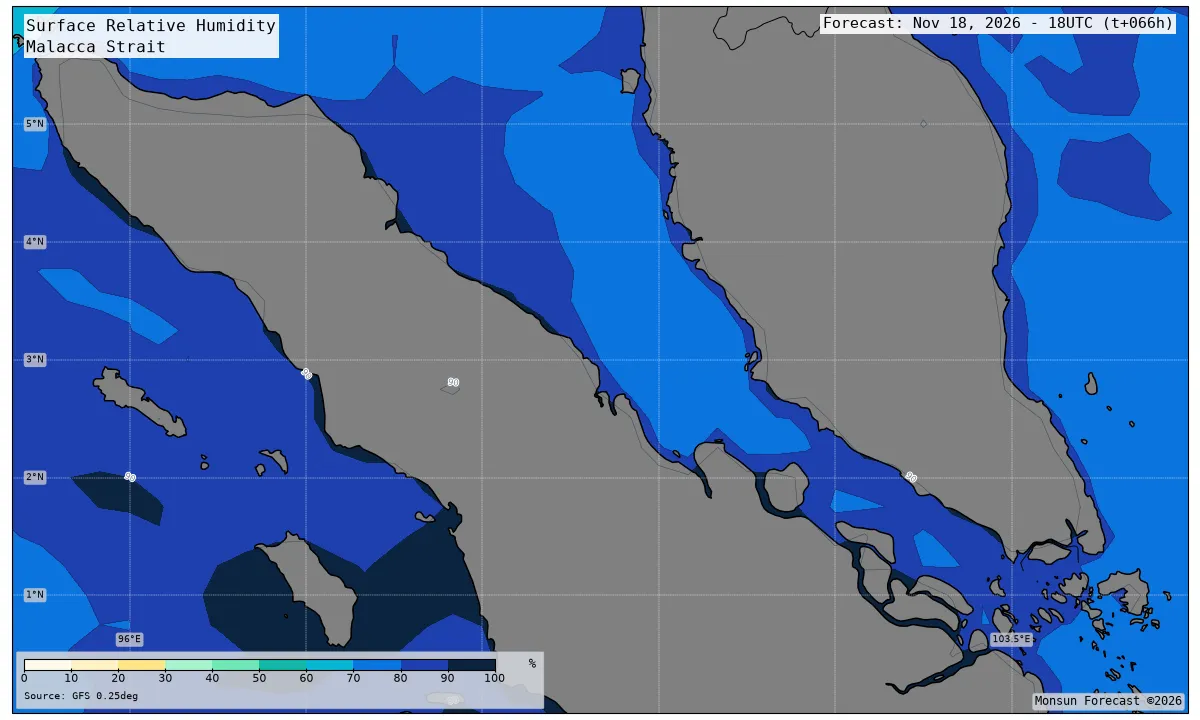 Surface Relative Humidity
Malacca Strait
Forecast: Nov 18, 2026 - 18UTC (t+066h)
5°N
4°N
3°N
90
90
2°N
90
90
1°N
96°E
103.5°E
%
0 10 20 30 40 50 60 70 80 90 100
Source: GFS 0.25deg
Monsun Forecast ©2026